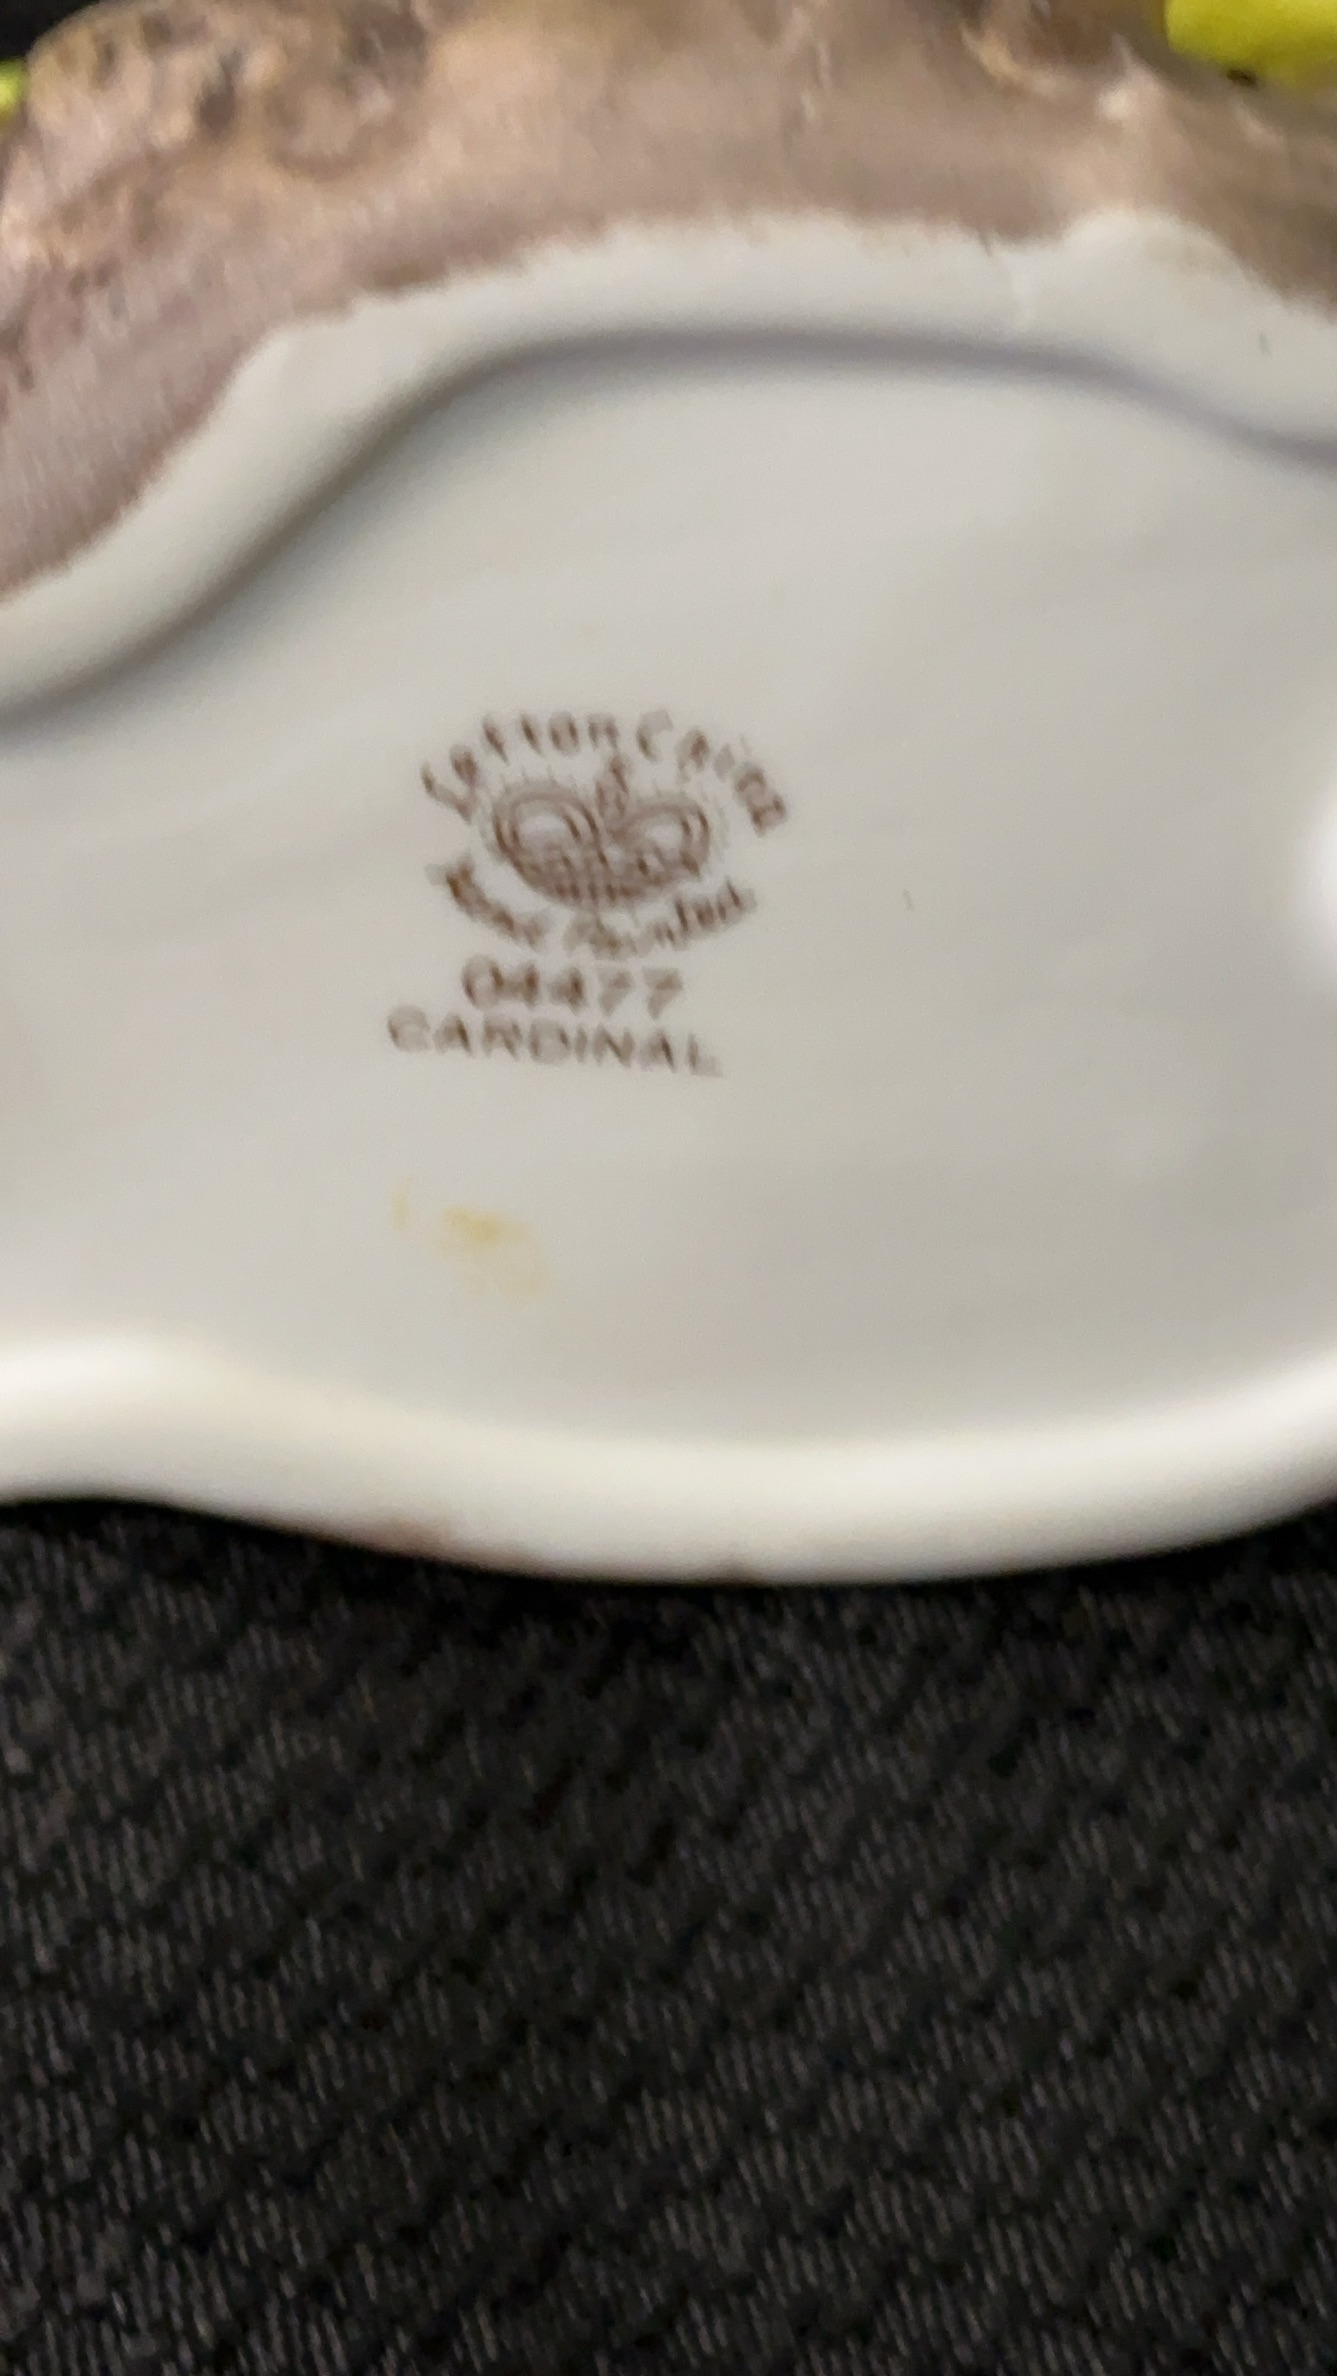 Lefton China
Hand Painted
04477
CARDINAL